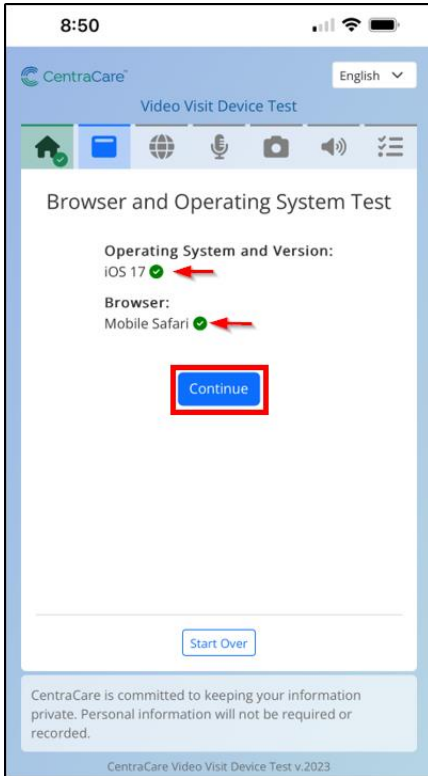 8:50
CentraCare
English
Video Visit Device Test
Browser and Operating System Test
Operating System and Version:
iOS 17
Browser:
Mobile Safari
Continue
Start Over
CentraCare is committed to keeping your information
private. Personal information will not be required or
recorded.
CentraCare Video Visit Device Test v.2023